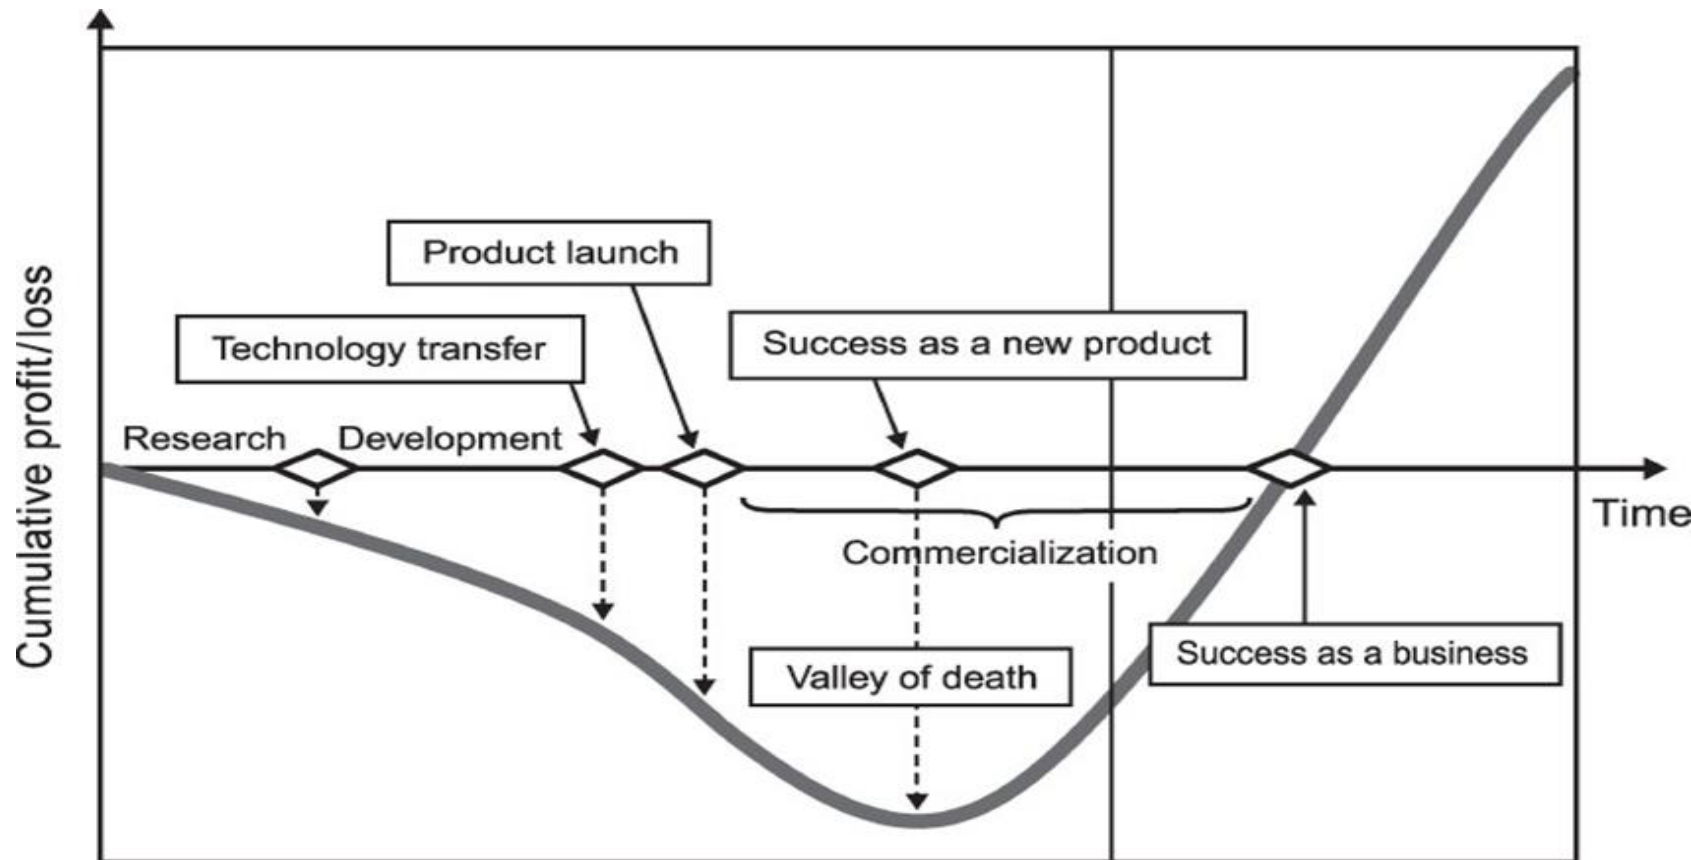 Product launch
Success as a new product
Technology transfer
Research
Development
Cumulative profit/loss
Time
Commercialization
Valley of death
Success as a business